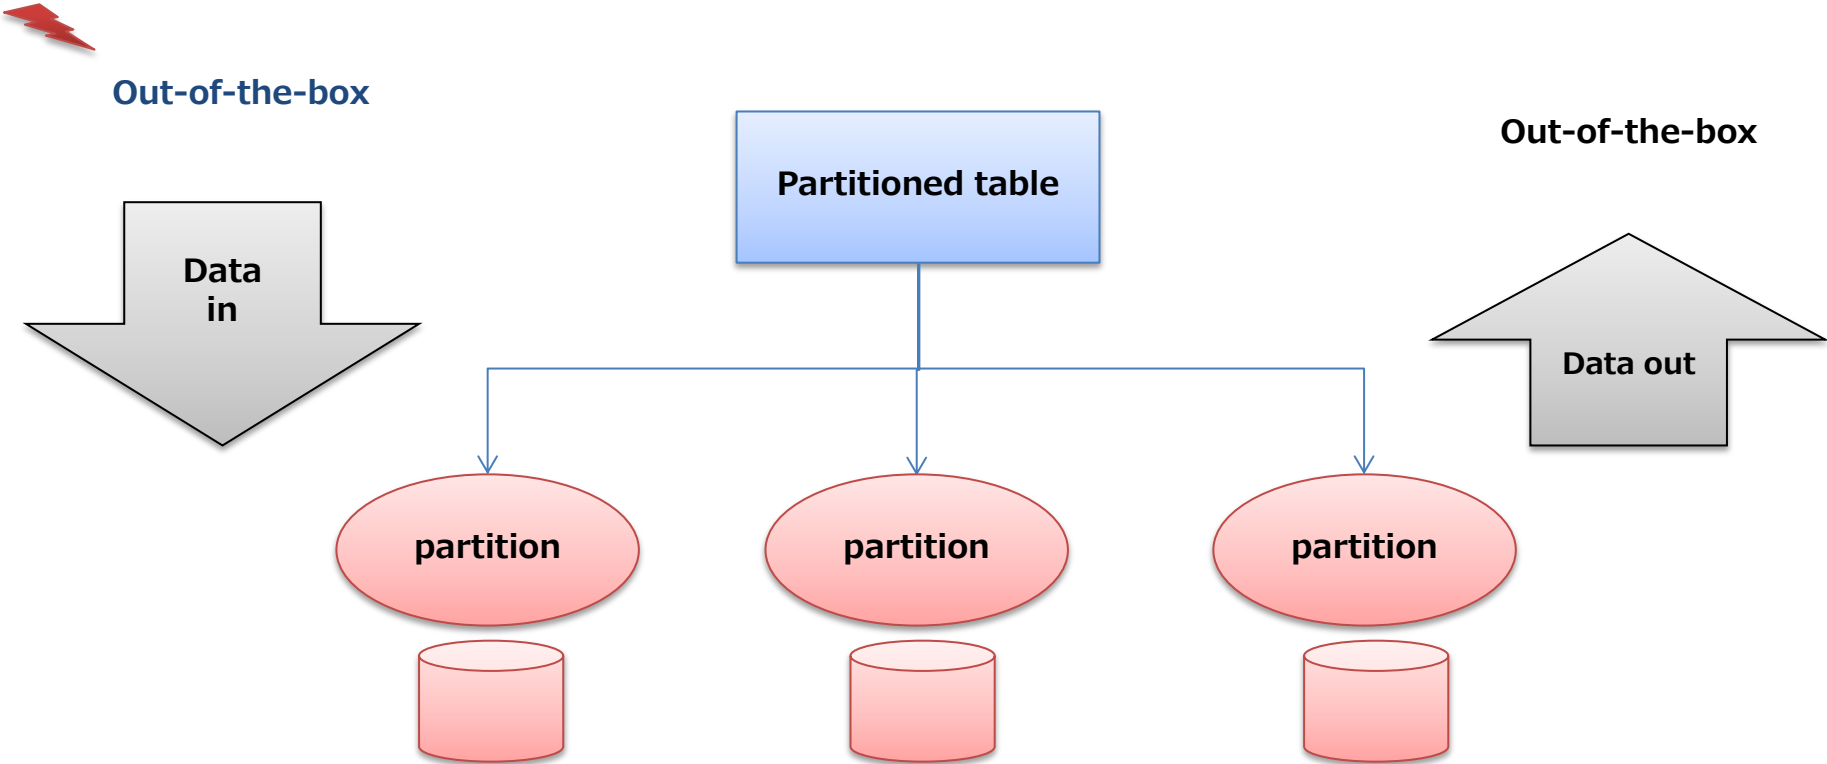 Out-of-the-box
Out-of-the-box
Partitioned table
Data
in
Data out
partition
partition
partition